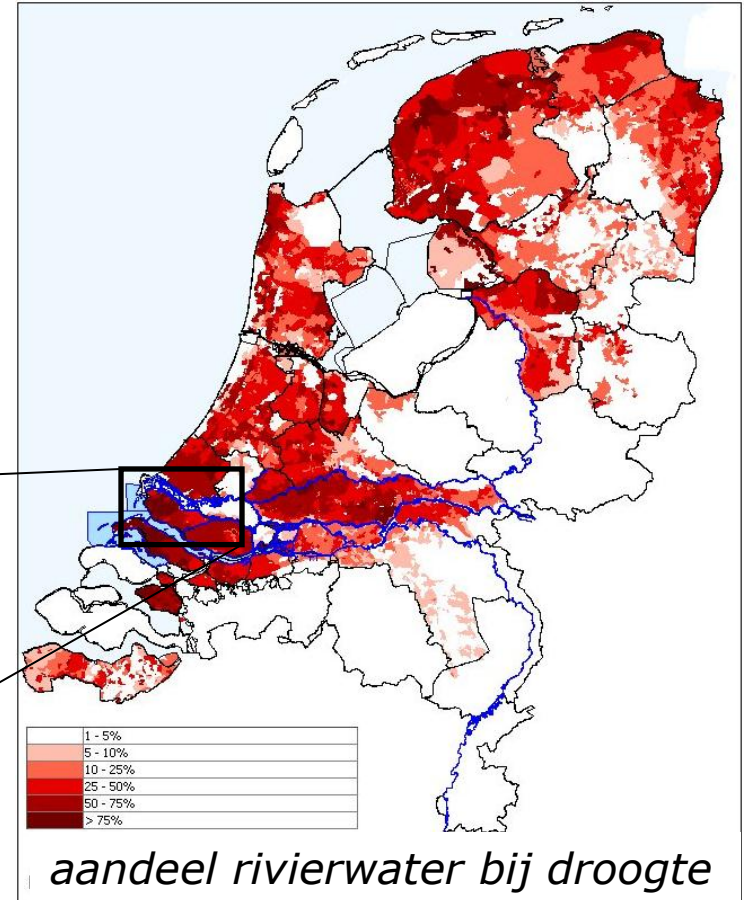 1 - 5%
5 - 10%
10 - 25%
25 - 50%
50 - 75%
> 75%
aandeel rivierwater bij droogte